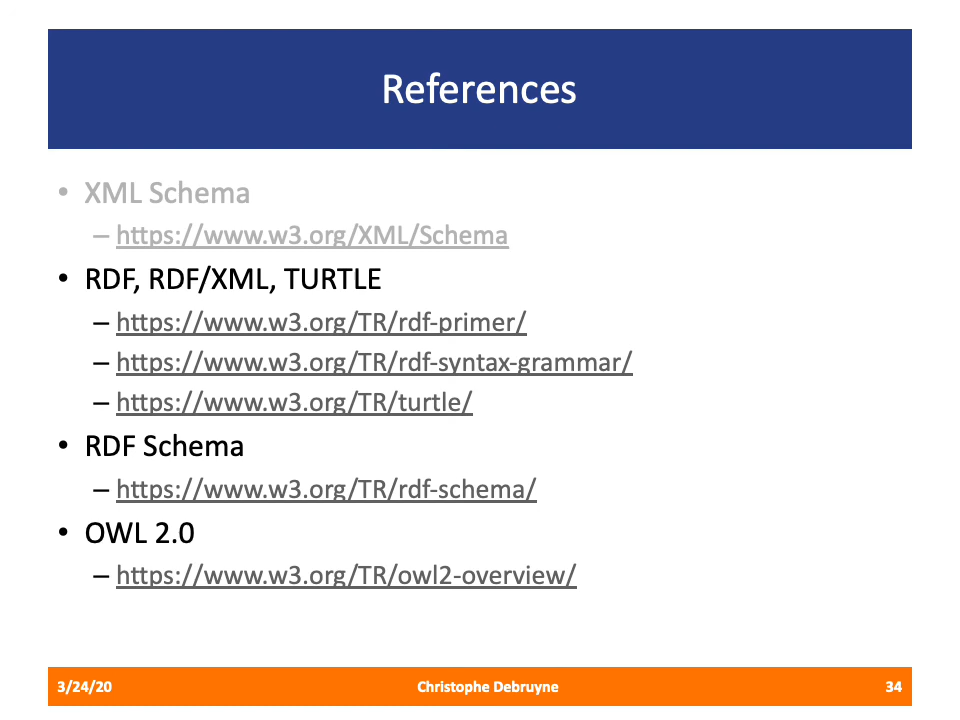 References
• XML Schema
– https://www.w3.org/XML/Schema
• RDF, RDF/XML, TURTLE
– https://www.w3.org/TR/rdf-primer/
– https://www.w3.org/TR/rdf-syntax-grammar/
– https://www.w3.org/TR/turtle/
• RDF Schema
– https://www.w3.org/TR/rdf-schema/
• OWL 2.0
– https://www.w3.org/TR/owl2-overview/
3/24/20 Christophe Debruyne 34